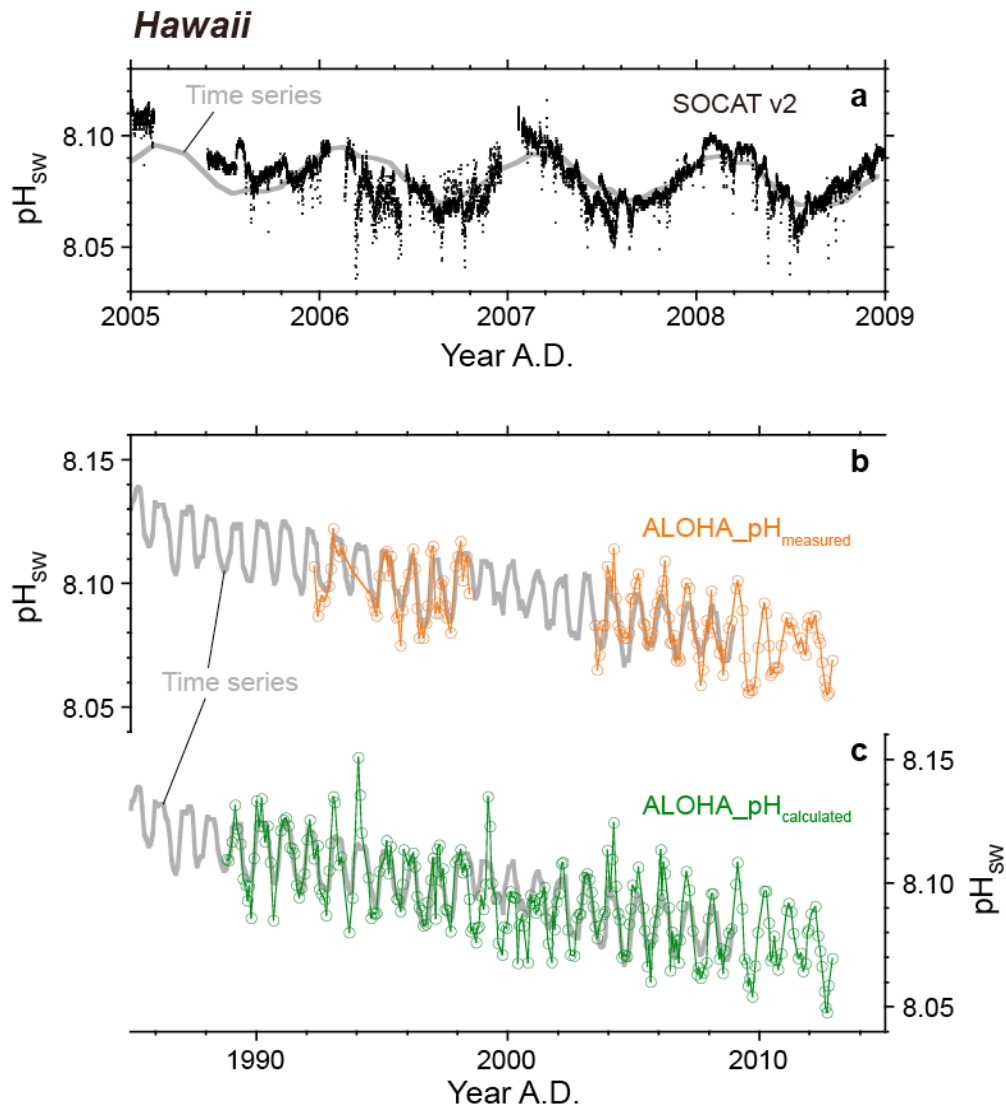 Hawaii
Time series
SOCAT v2
a
8.10
8.05
pHsw
2005 2006 2007 2008 2009
Year A.D.
b
8.15
8.10
8.05
pHsw
ALOHA_pHmeasured
Time series
c
8.15
8.10
8.05
pHsw
ALOHA_pHcalculated
1990 2000 2010
Year A.D.